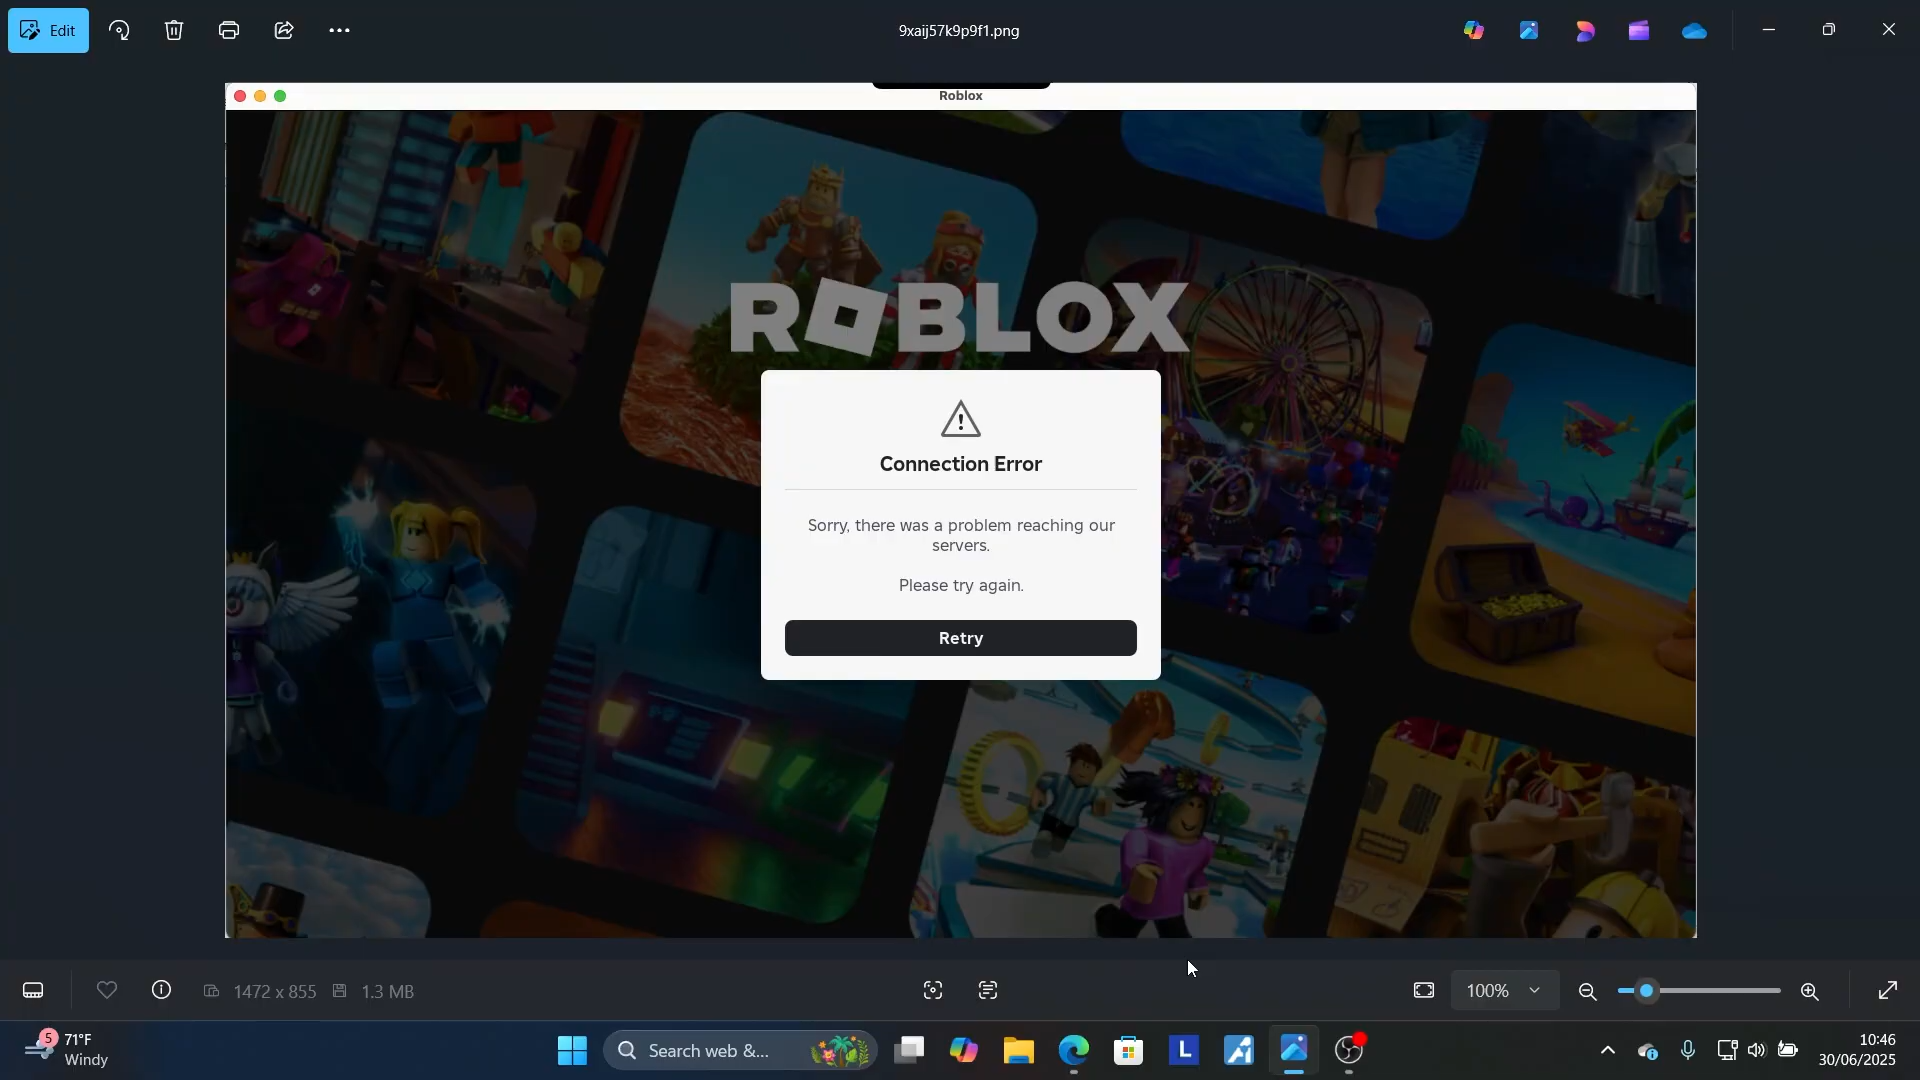 Edit
9xaij57k9p9f1.png
Roblox
ROBLOX
Connection Error
Sorry, there was a problem reaching our
servers.
Please try again.
Retry
1472 x 855
1.3 MB
100%
5
71°F
Windy
Search web &...
L
10:46
30/06/2025